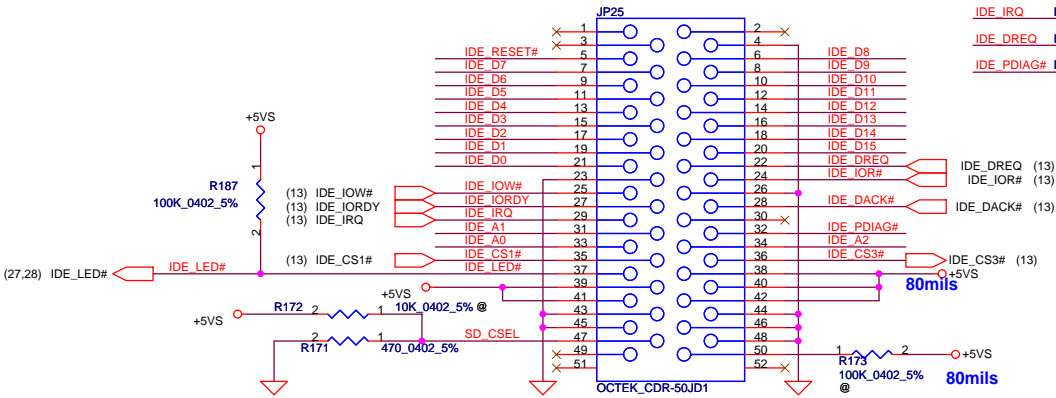 JP25
IDE_IRQ
IDE_DREQ
IDE_PDIAG#
1 2
3 4
IDE_RESET# 5 6 IDE_D8
IDE_D7 7 8 IDE_D9
IDE_D6 9 10 IDE_D10
IDE_D5 11 12 IDE_D11
IDE_D4 13 14 IDE_D12
IDE_D3 15 16 IDE_D13
IDE_D2 17 18 IDE_D14
IDE_D1 19 20 IDE_D15
IDE_D0 21 22 IDE_DREQ IDE_DREQ (13)
23 24 IDE_IOR# IDE_IOR# (13)
(13) IDE_IOW# IDE_IOW# 25 26
(13) IDE_IORDY IDE_IORDY 27 28 IDE_DACK# IDE_DACK# (13)
(13) IDE_IRQ IDE_IRQ 29 30
IDE_A1 31 32 IDE_PDIAG#
IDE_A0 33 34 IDE_A2
(13) IDE_CS1# IDE_CS1# 35 36 IDE_CS3# IDE_CS3# (13)
(27,28) IDE_LED# IDE_LED# IDE_LED# 37 38 +5VS
80mils
39 40
41 42
43 44
45 46
SD_CSEL 47 48
49 50
51 52
+5VS
1
R187
100K_0402_5%
2
+5VS
10K_0402_5% @
+5VS R172 2 1
R171 2 1 470_0402_5%
1 2 +5VS
R173
100K_0402_5%
@
80mils
OCTEK_CDR-50JD1